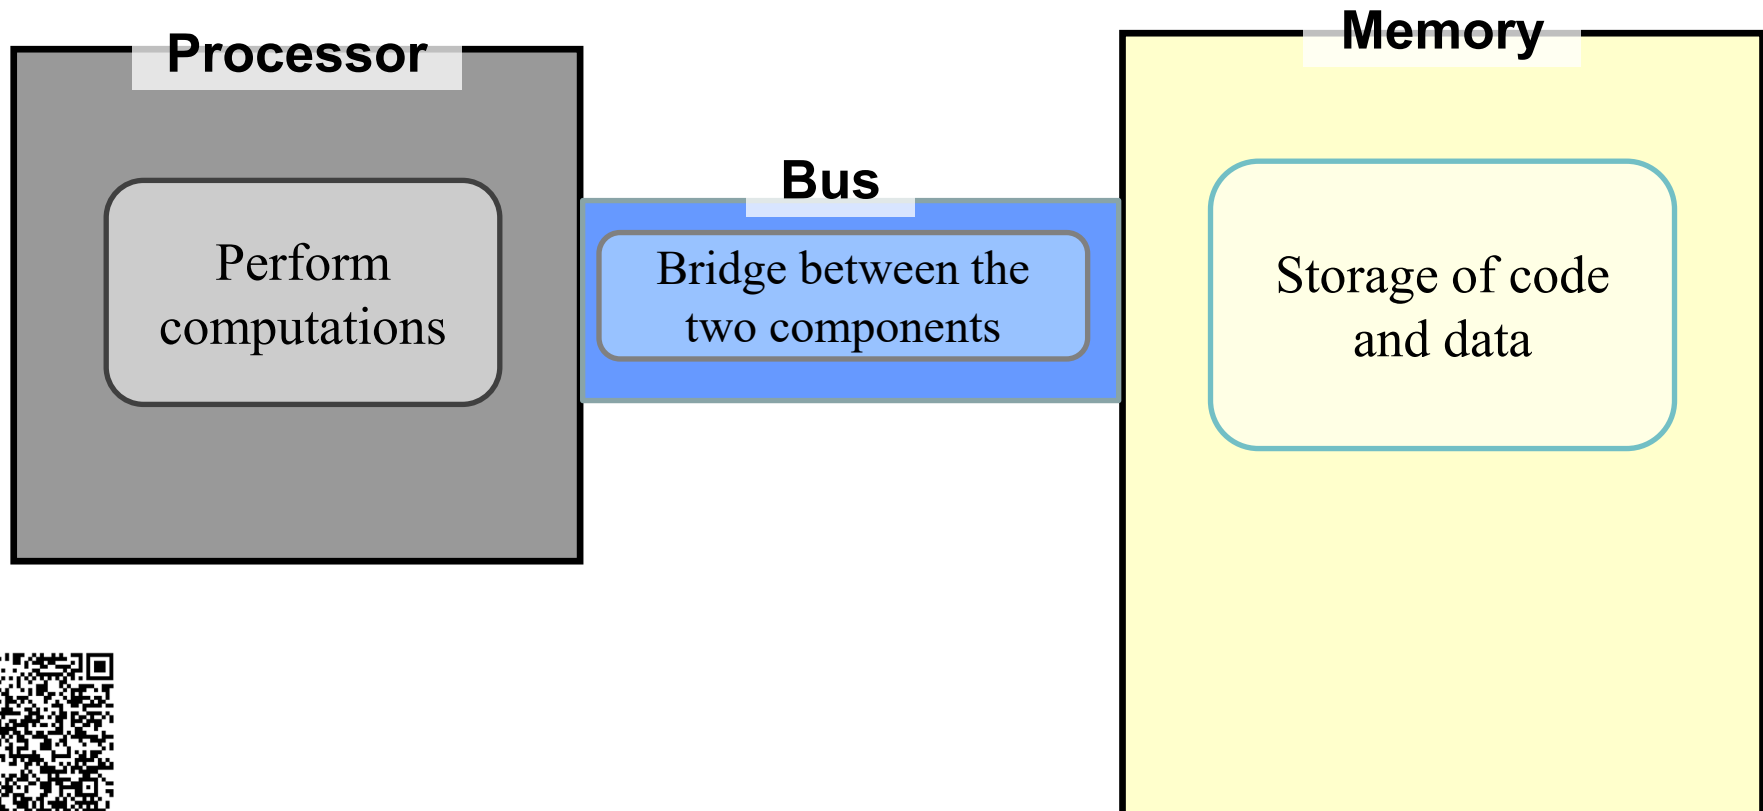 Processor
Perform
computations
Bus
Bridge between the
two components
Memory
Storage of code
and data